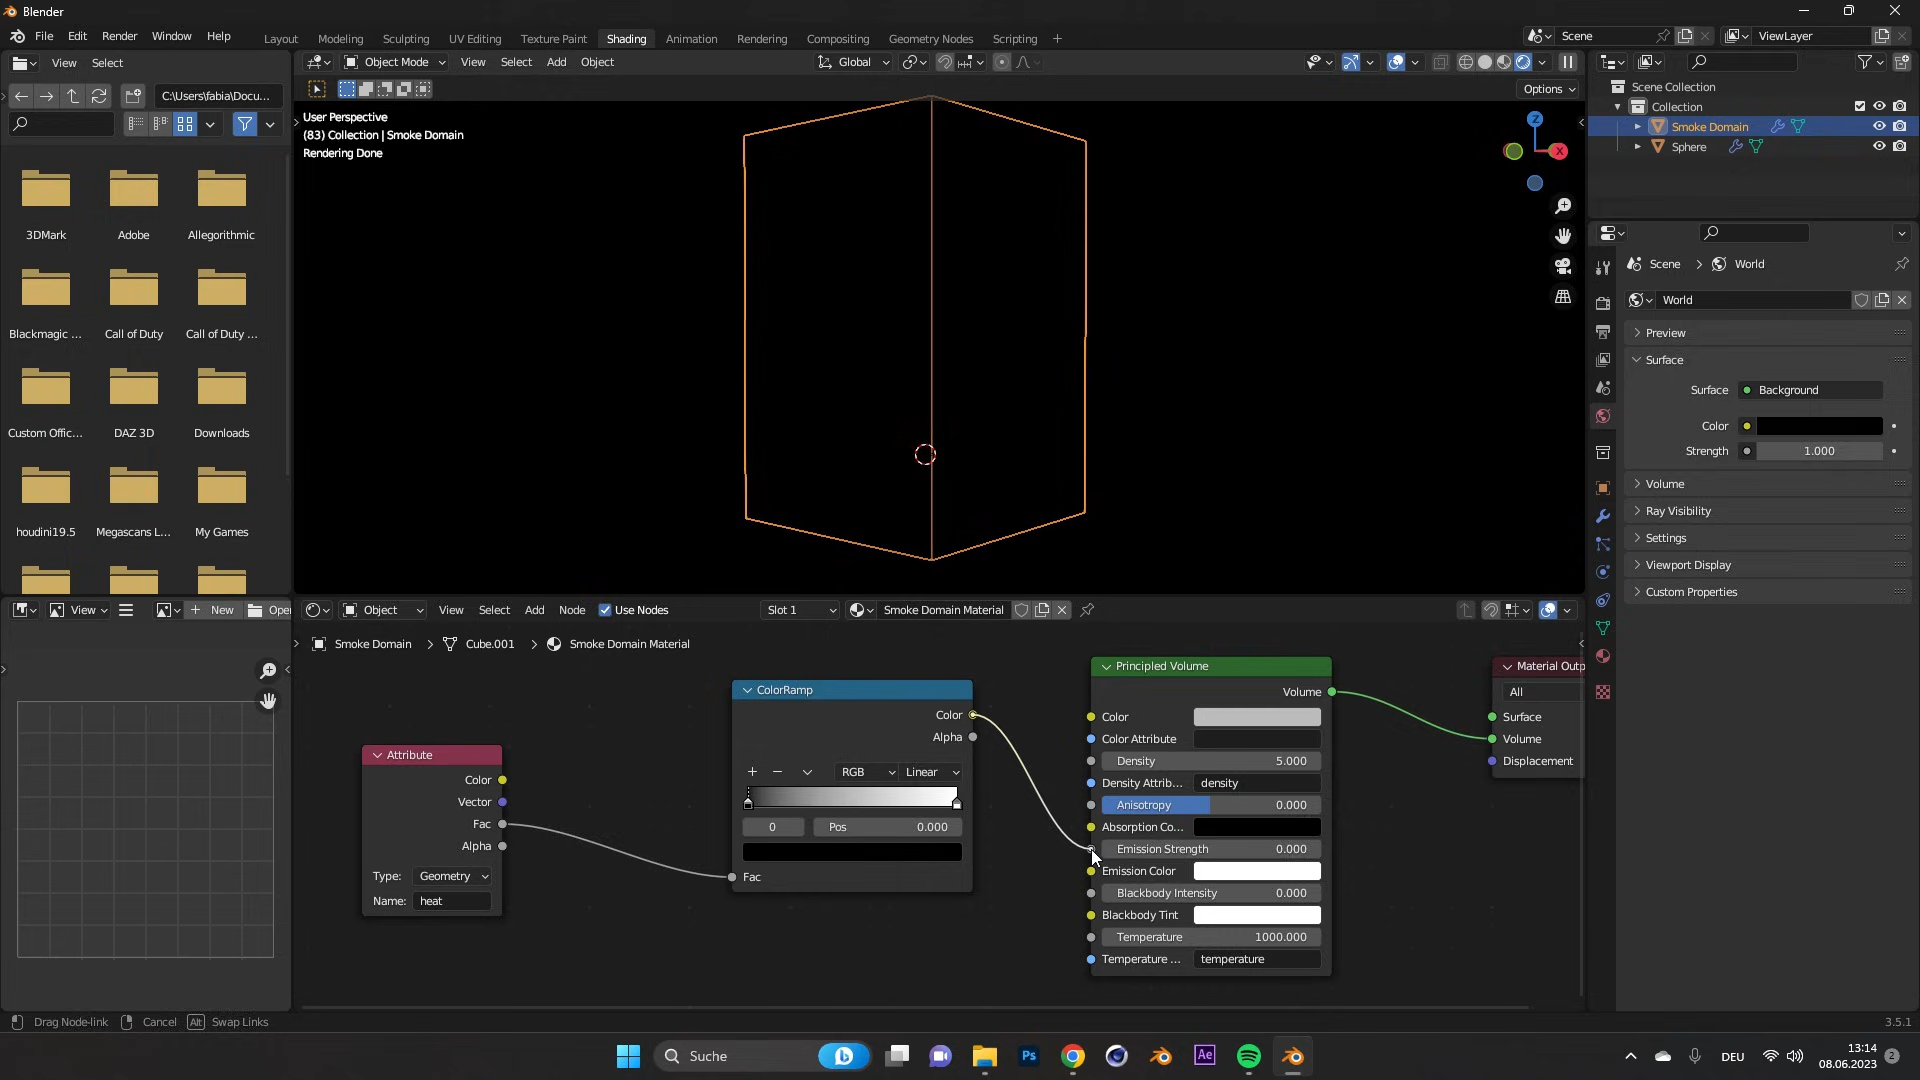 Blender
File Edit Render Window Help
Layout Modeling Sculpting UV Editing Texture Paint Shading Animation Rendering Compositing Geometry Nodes Scripting
Scene
ViewLayer
View Select
Object Mode View Select Add Object
Global
C:\Users\fabia\Docu...
Options
User Perspective
(83) Collection | Smoke Domain
Rendering Done
Z
X
Scene Collection
Collection
Smoke Domain
Sphere
3DMark Adobe Allegorithmic
Blackmagic ... Call of Duty Call of Duty ...
Custom Offic... DAZ 3D Downloads
houdini19.5 Megascans L... My Games
Scene World
World
Preview
Surface
Surface Background
Color
Strength 1.000
Volume
Ray Visibility
Settings
Viewport Display
Custom Properties
View New Open
Object View Select Add Node Use Nodes Slot 1 Smoke Domain Material
Smoke Domain Cube.001 Smoke Domain Material
Attribute
Color
Vector
Fac
Alpha
Type: Geometry
Name: heat
ColorRamp
Color
Alpha
RGB Linear
0 Pos 0.000
Fac
Principled Volume
Volume
Color
Color Attribute
Density 5.000
Density Attrib... density
Anisotropy 0.000
Absorption Co...
Emission Strength 0.000
Emission Color
Blackbody Intensity 0.000
Blackbody Tint
Temperature 1000.000
Temperature ... temperature
Material Outp
All
Surface
Volume
Displacement
Drag Node-link Cancel Alt Swap Links
3.5.1
Suche
Ps
Ae
DEU
13:14
08.06.2023
2